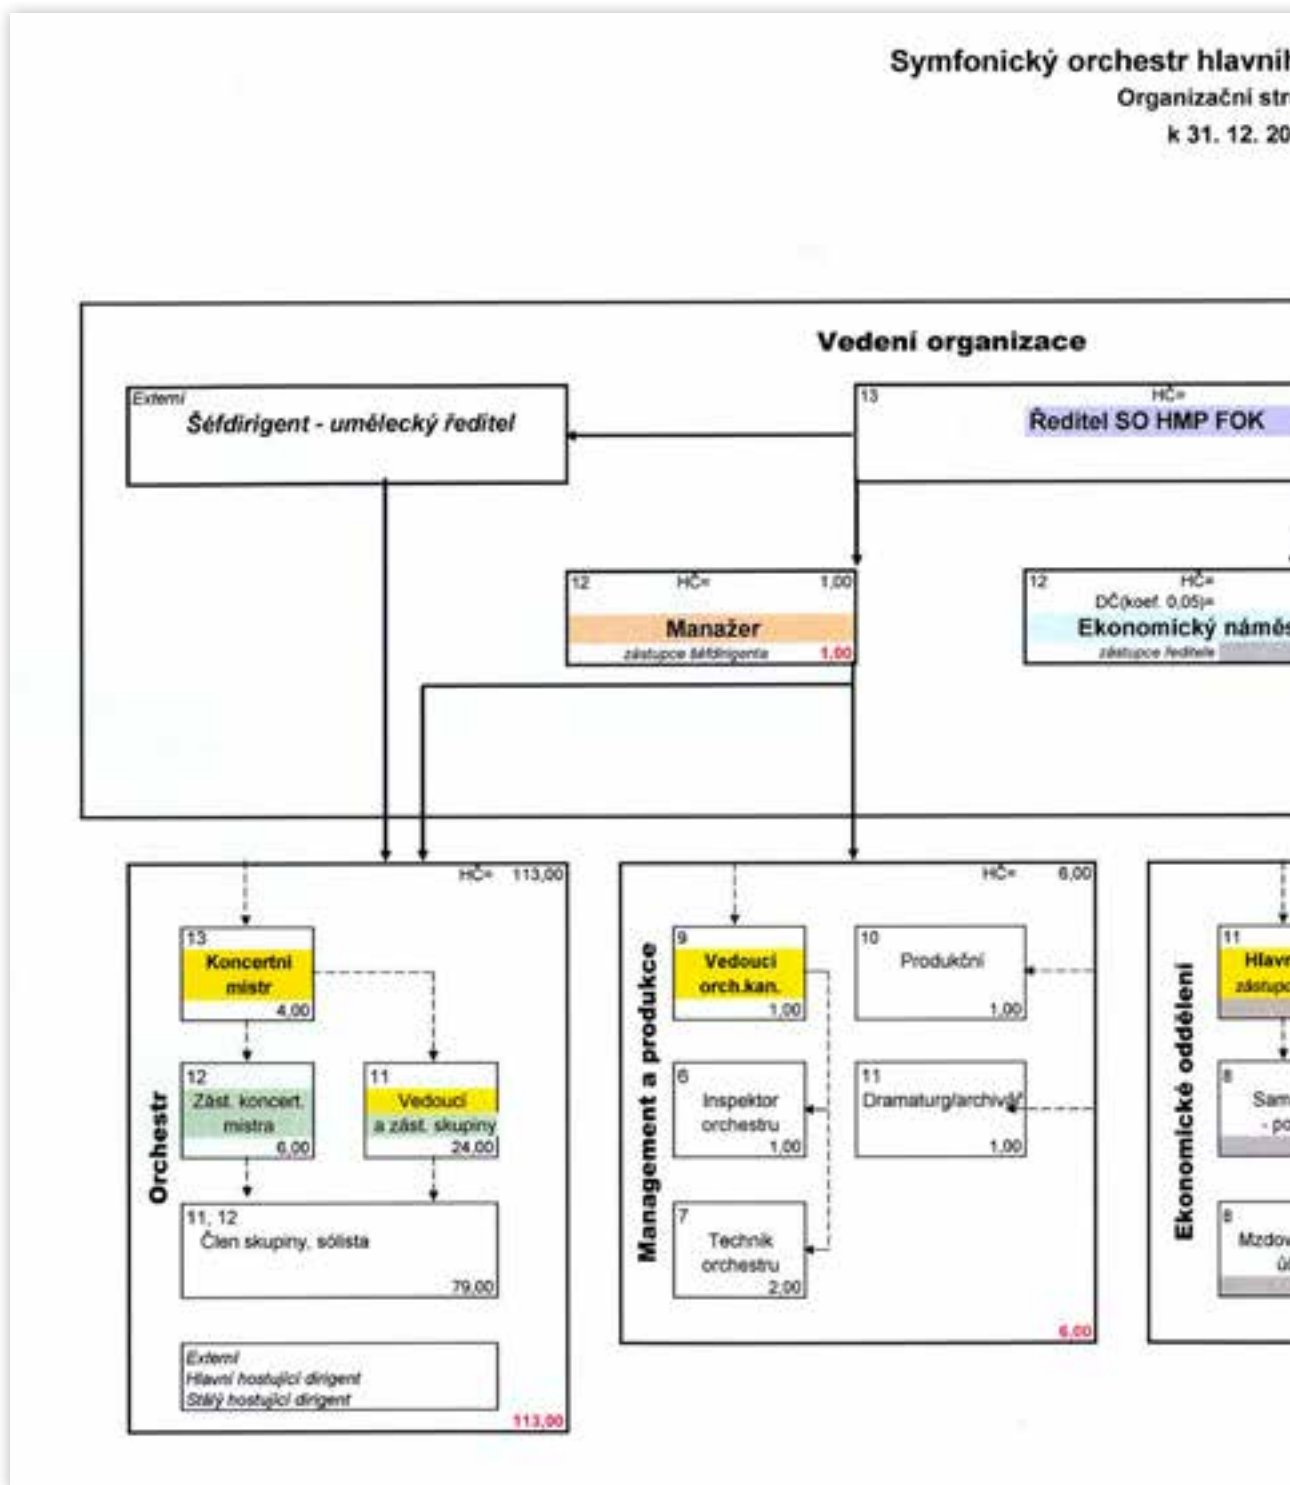 Symfonický orchestr hlavníh
Organizační str
k 31. 12. 20
Vedení organizace
Externí
Šéfdirigent - umělecký ředitel
13 HČ=
Ředitel SO HMP FOK
12 HČ= 1,00
Manažer
zástupce šéfdirigenta 1.00
12 HČ=
DČ(koef. 0,05)=
Ekonomický náměs
zástupce ředitele
Orchestr
HČ= 113,00
13
Koncertní
mistr
4,00
12
Zást. koncert.
mistra
6,00
11
Vedoucí
a zást. skupiny
24,00
11, 12
Člen skupiny, sólista
79,00
Externí
Hlavní hostující dirigent
Stálý hostující dirigent
113,00
Management a produkce
HČ= 6,00
9
Vedoucí
orch.kan.
1,00
10
Produkční
1,00
6
Inspektor
orchestru
1,00
11
Dramaturg/archivář
1,00
7
Technik
orchestru
2,00
6.00
Ekonomické oddělení
11
Hlavn
zástupc
8
Sam
- po
8
Mzdov
úč